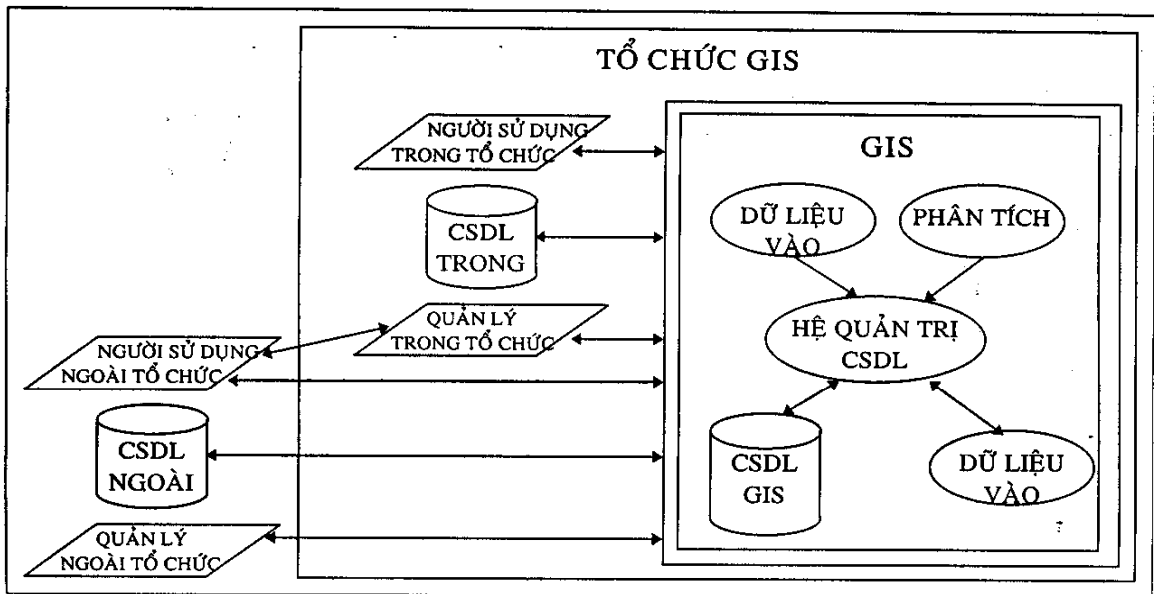 TỔ CHỨC GIS
NGƯỜI SỬ DỤNG
TRONG TỔ CHỨC
CSDL
TRONG
QUẢN LÝ
TRONG TỔ CHỨC
NGƯỜI SỬ DỤNG
NGOÀI TỔ CHỨC
CSDL
NGOÀI
QUẢN LÝ
NGOÀI TỔ CHỨC
GIS
DỮ LIỆU
VÀO
PHÂN TÍCH
HỆ QUẢN TRỊ
CSDL
CSDL
GIS
DỮ LIỆU
VÀO